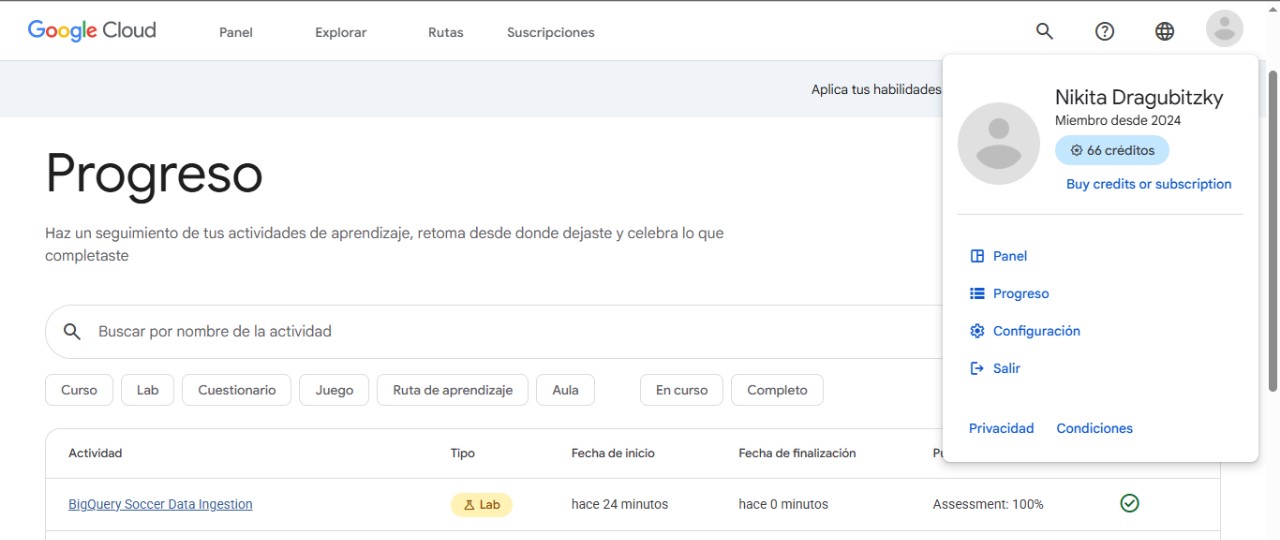 Google Cloud
Panel
Explorar
Rutas
Suscripciones
Aplica tus habilidades
Nikita Dragubitzky
Miembro desde 2024
66 créditos
Buy credits or subscription
Panel
Progreso
Configuración
Salir
Privacidad Condiciones
Progreso
Haz un seguimiento de tus actividades de aprendizaje, retoma desde donde dejaste y celebra lo que
completaste
Buscar por nombre de la actividad
Curso Lab Cuestionario Juego Ruta de aprendizaje Aula En curso Completo
Actividad Tipo Fecha de inicio Fecha de finalización
BigQuery Soccer Data Ingestion Lab hace 24 minutos hace 0 minutos Assessment: 100%